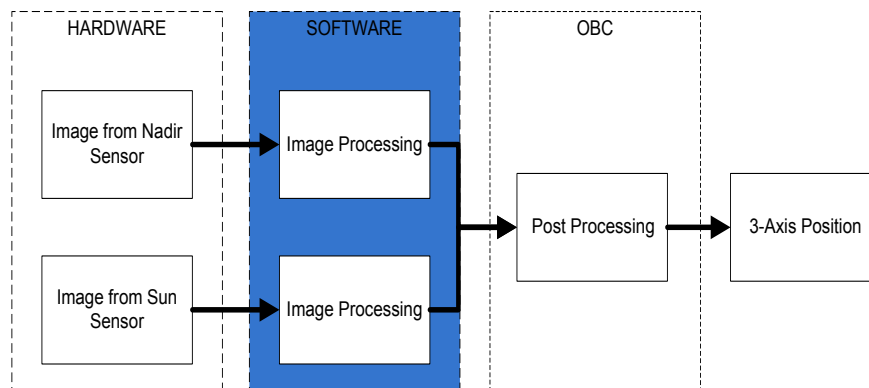 HARDWARE
SOFTWARE
OBC
Image from Nadir
Sensor
Image Processing
Post Processing
3-Axis Position
Image from Sun
Sensor
Image Processing